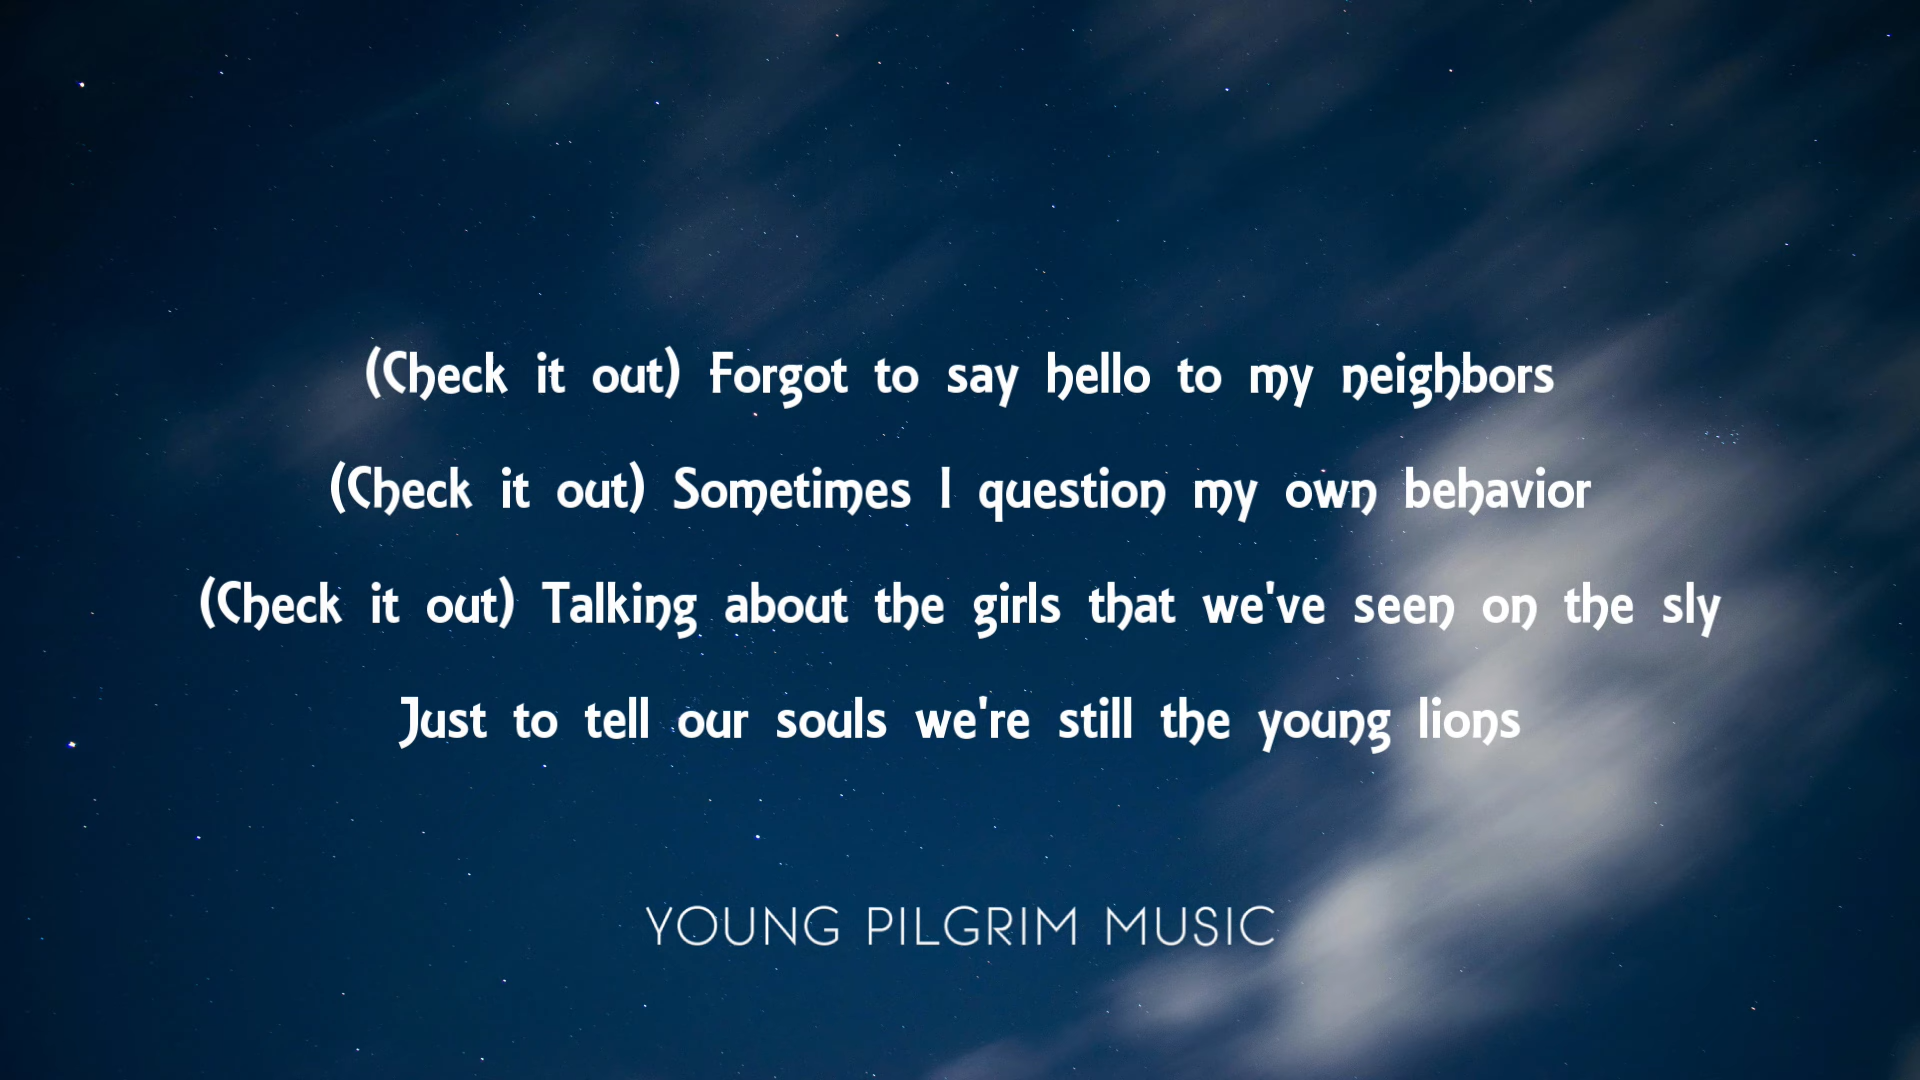 (Check it out) Forgot to say hello to my neighbors
(Check it out) Sometimes I question my own behavior
(Check it out) Talking about the girls that we've seen on the sly
Just to tell our souls we're still the young lions
YOUNG PILGRIM MUSIC